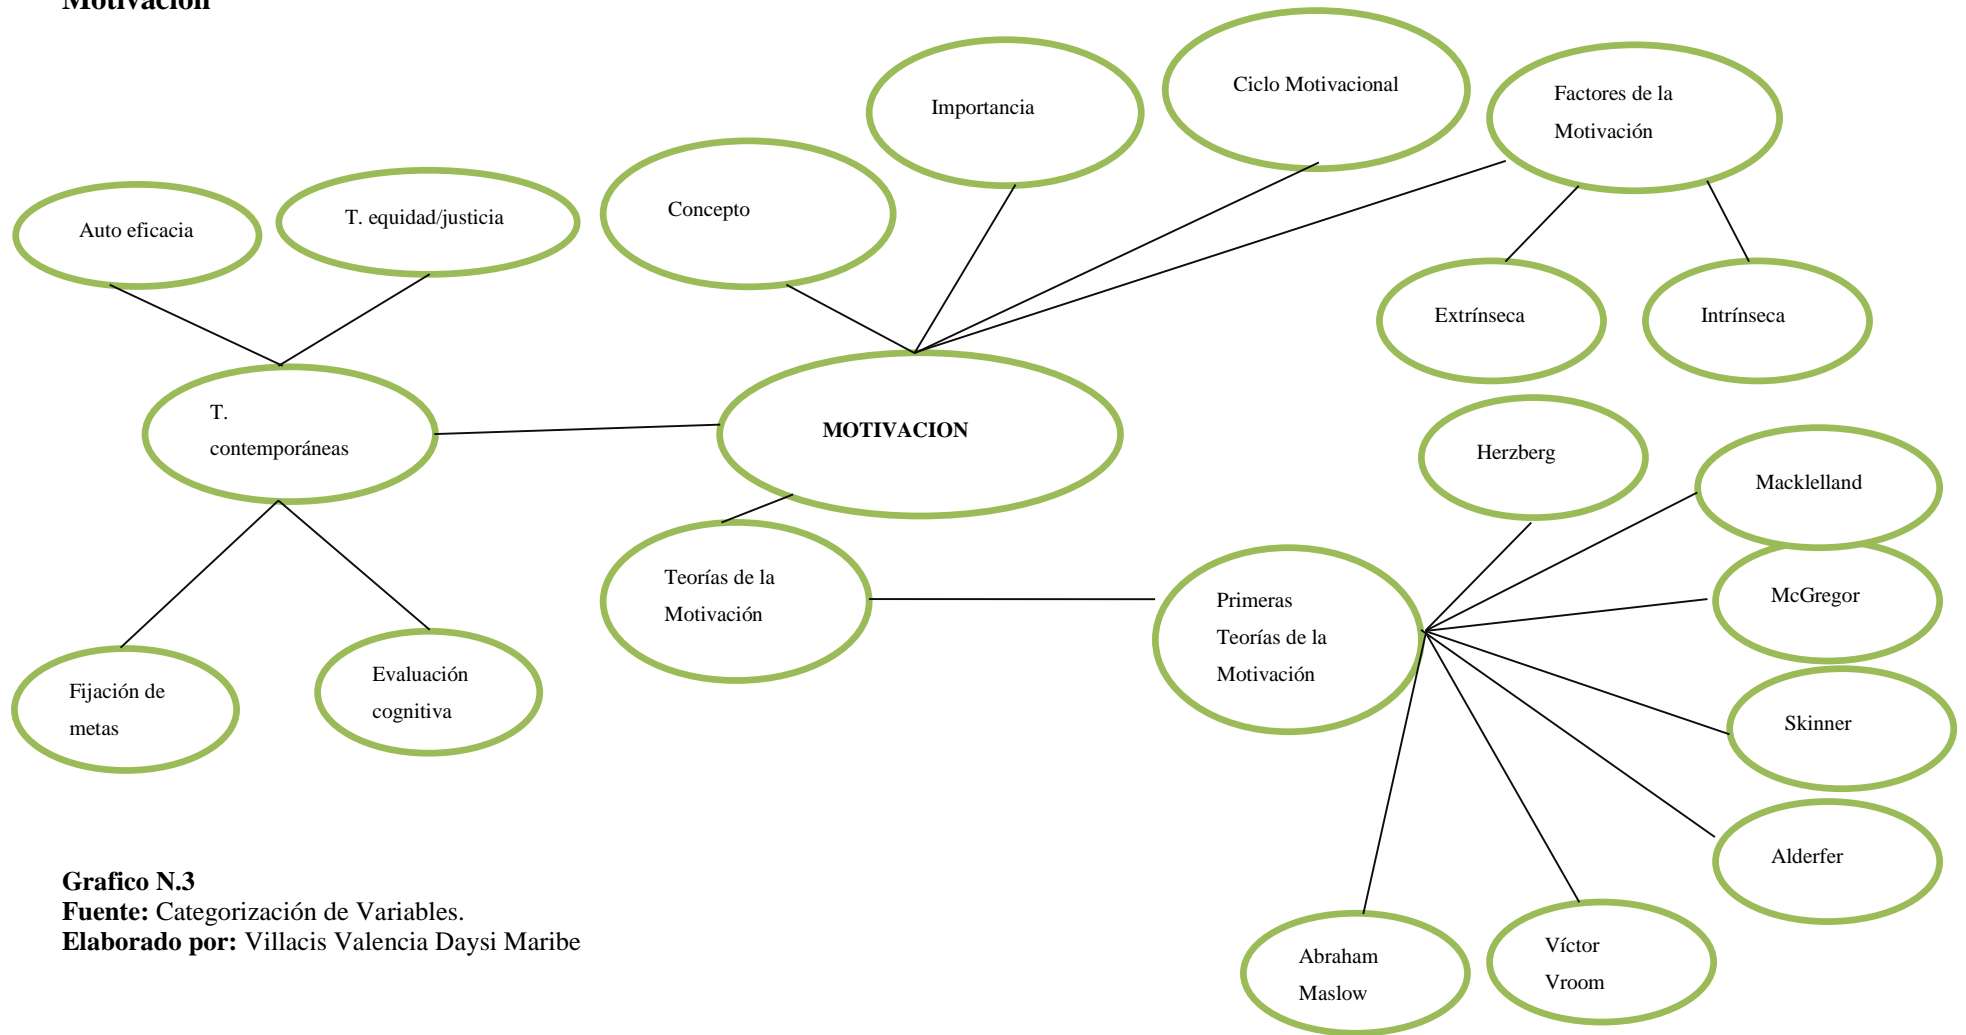 Motivación
Ciclo Motivacional
Importancia
Factores de la
Motivación
Concepto
T. equidad/justicia
Auto eficacia
Extrínseca
Intrínseca
T.
contemporáneas
MOTIVACION
Herzberg
Macklelland
McGregor
Teorías de la
Motivación
Primeras
Teorías de la
Motivación
Evaluación
cognitiva
Fijación de
metas
Skinner
Alderfer
Víctor
Vroom
Abraham
Maslow
Grafico N.3
Fuente: Categorización de Variables.
Elaborado por: Villacis Valencia Daysi Maribe